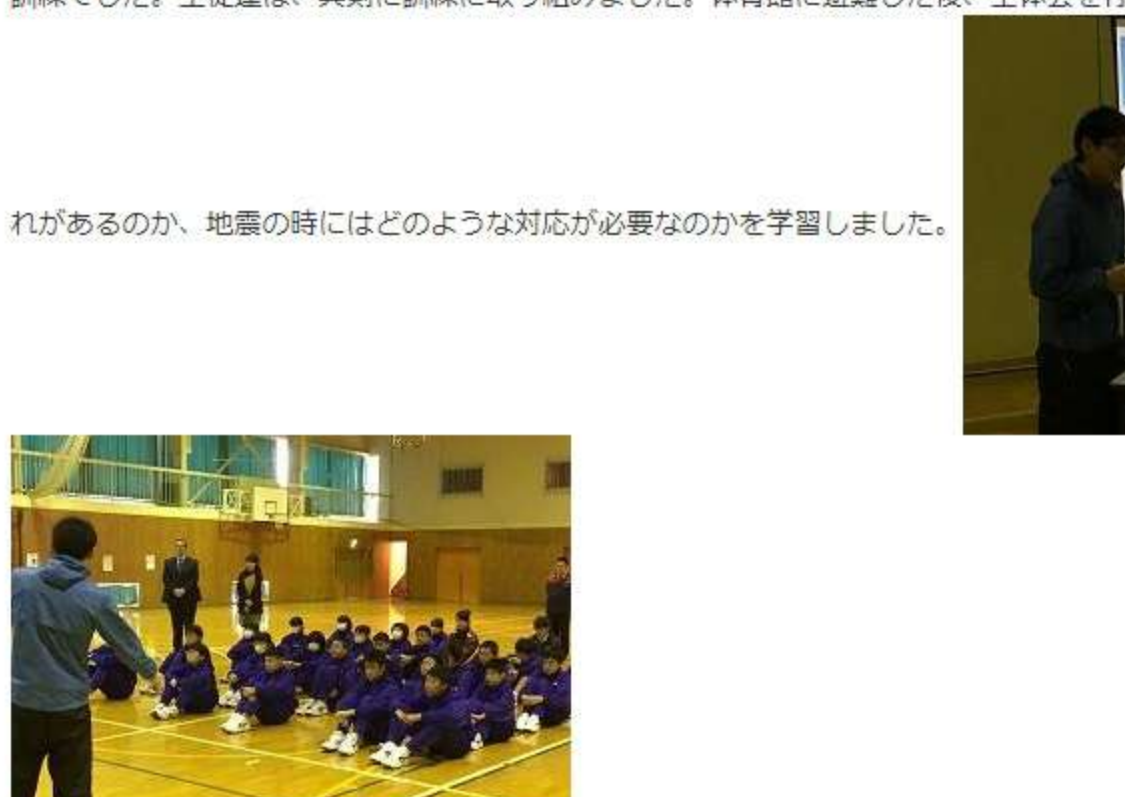 訓練でした。生徒達は、真剣に訓練に取り組みました。体育館に避難した後、全体会を行
れがあるのか、地震の時にはどのような対応が必要なのかを学習しました。